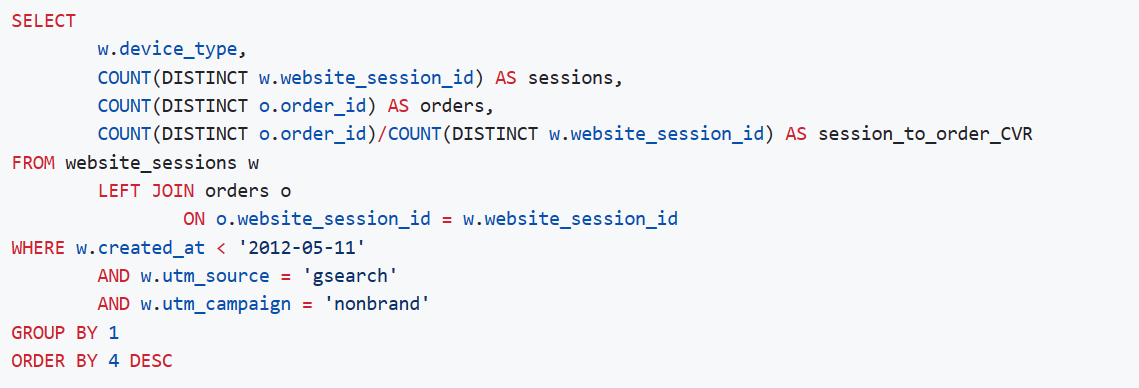 SELECT
w.device_type,
COUNT(DISTINCT w.website_session_id) AS sessions,
COUNT(DISTINCT o.order_id) AS orders,
COUNT(DISTINCT o.order_id)/COUNT(DISTINCT w.website_session_id) AS session_to_order_CVR
FROM website_sessions w
LEFT JOIN orders o
ON o.website_session_id = w.website_session_id
WHERE w.created_at < '2012-05-11'
AND w.utm_source = 'gsearch'
AND w.utm_campaign = 'nonbrand'
GROUP BY 1
ORDER BY 4 DESC